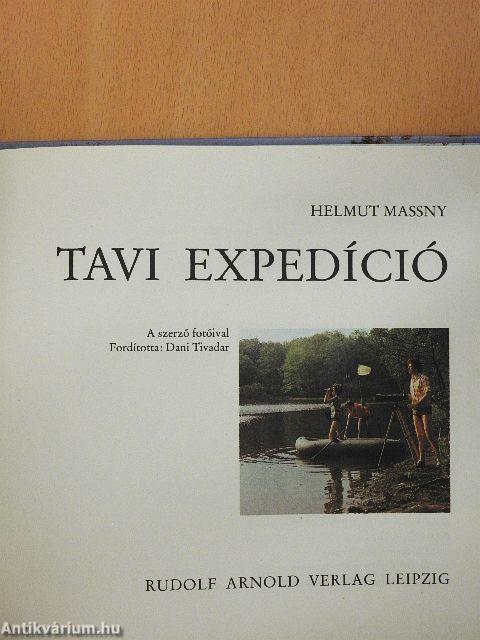 HELMUT MASSNY
TAVI EXPEDÍCIÓ
A szerző fotóival
Fordította: Dani Tivadar
RUDOLF ARNOLD VERLAG LEIPZIG
Antikvárium.hu